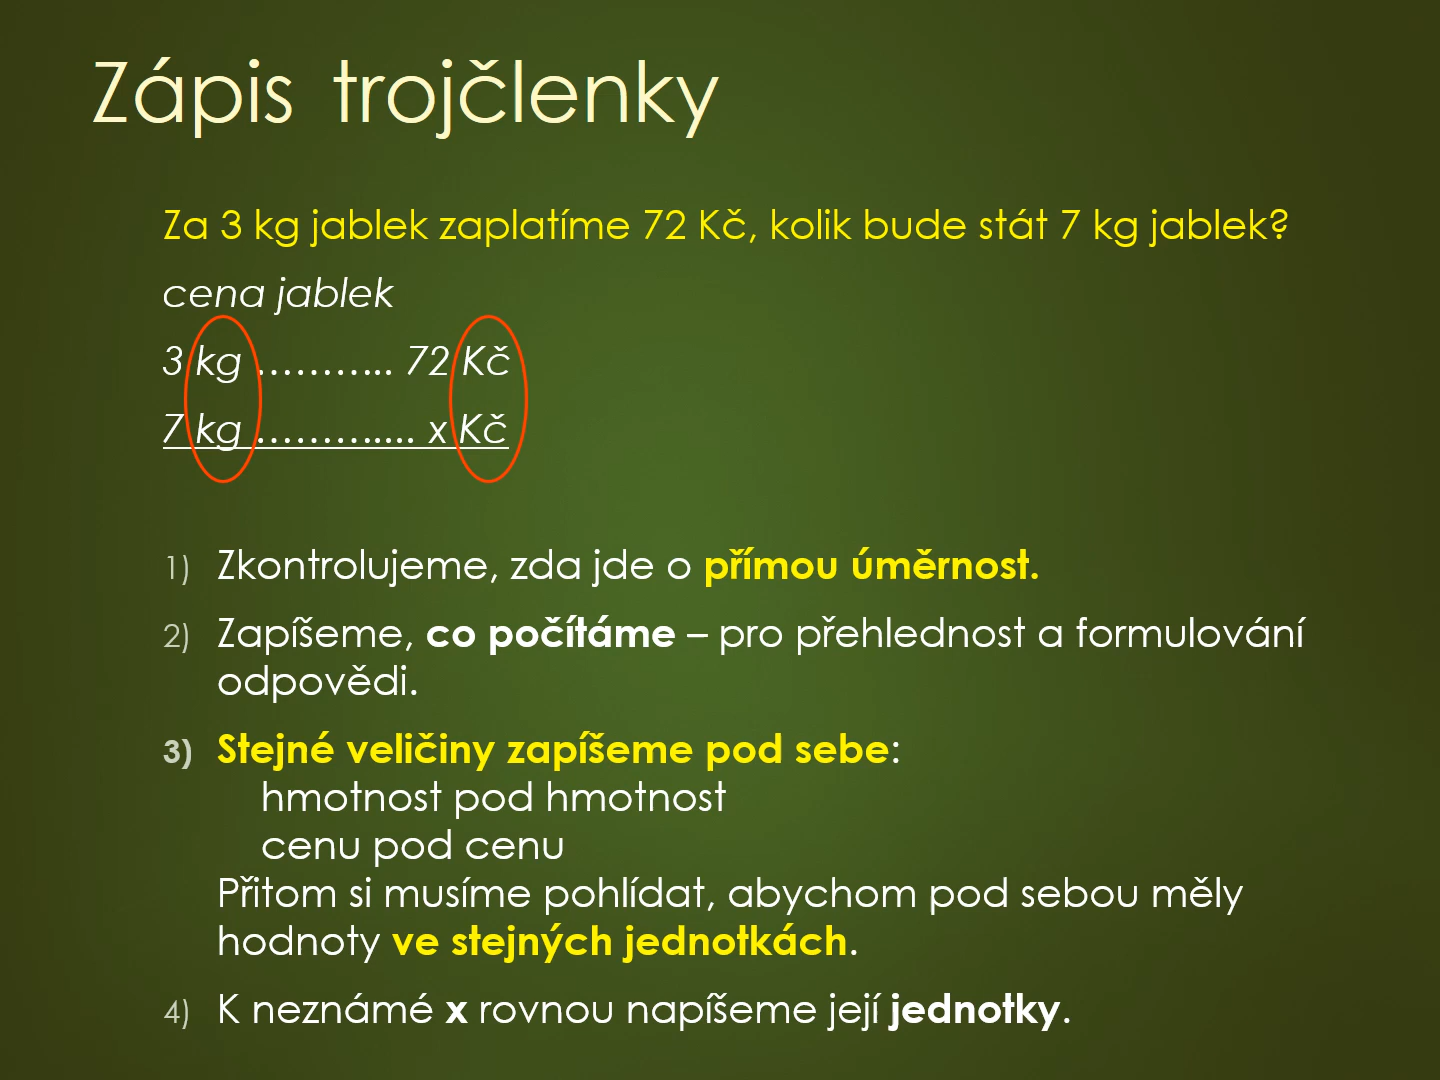 Zápis trojčlenky
Za 3 kg jablek zaplatíme 72 Kč, kolik bude stát 7 kg jablek?
cena jablek
3 kg ……….. 72 Kč
7 kg ………..... x Kč
1) Zkontrolujeme, zda jde o přímou úměrnost.
2) Zapíšeme, co počítáme – pro přehlednost a formulování
odpovědi.
3) Stejné veličiny zapíšeme pod sebe:
hmotnost pod hmotnost
cenu pod cenu
Přitom si musíme pohlídat, abychom pod sebou měly
hodnoty ve stejných jednotkách.
4) K neznámé x rovnou napíšeme její jednotky.